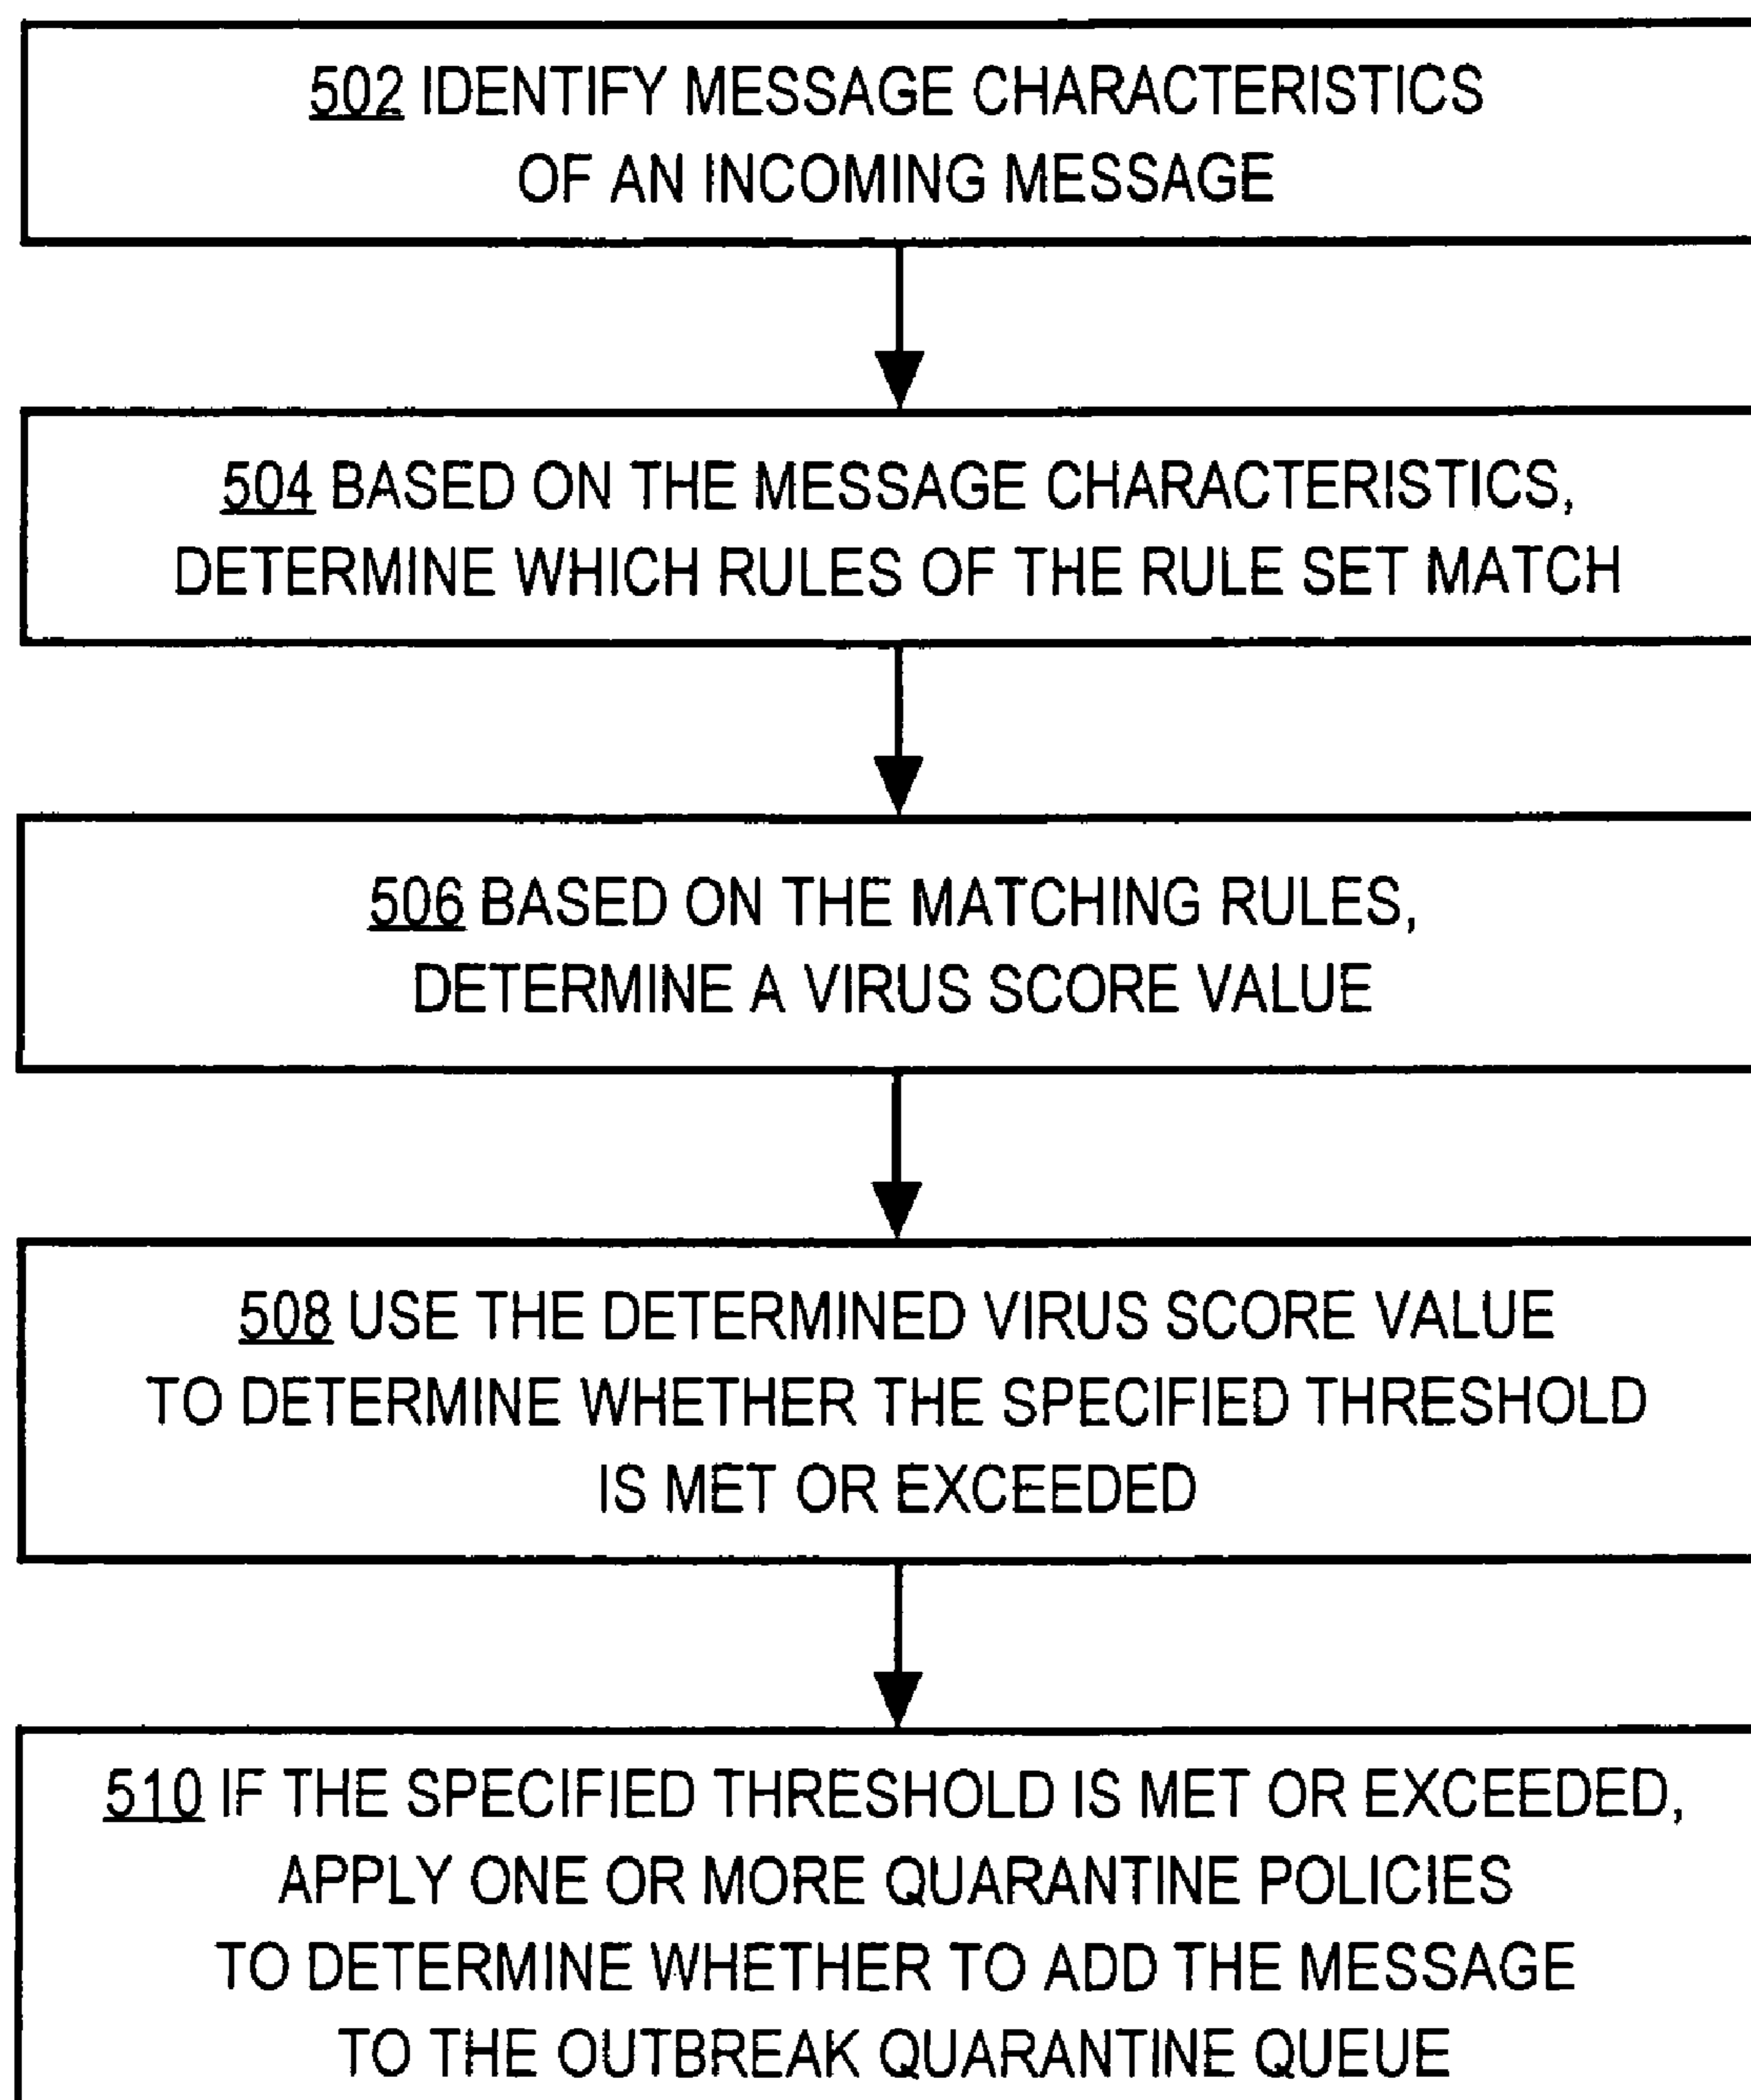 502 IDENTIFY MESSAGE CHARACTERISTICS
OF AN INCOMING MESSAGE
504 BASED ON THE MESSAGE CHARACTERISTICS,
DETERMINE WHICH RULES OF THE RULE SET MATCH
506 BASED ON THE MATCHING RULES,
DETERMINE A VIRUS SCORE VALUE
508 USE THE DETERMINED VIRUS SCORE VALUE
TO DETERMINE WHETHER THE SPECIFIED THRESHOLD
IS MET OR EXCEEDED
510 IF THE SPECIFIED THRESHOLD IS MET OR EXCEEDED,
APPLY ONE OR MORE QUARANTINE POLICIES
TO DETERMINE WHETHER TO ADD THE MESSAGE
TO THE OUTBREAK QUARANTINE QUEUE